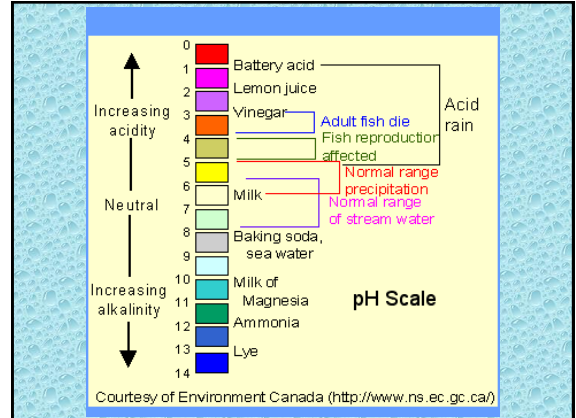 0
1
Battery acid
2
Lemon juice
3
Vinegar
Adult fish die
4
Fish reproduction
affected
5
Normal range
precipitation
6
Milk
Normal range
of stream water
7
8
Baking soda,
sea water
9
10
Milk of
Magnesia
11
Ammonia
12
13
Lye
14
Increasing
acidity
Neutral
Increasing
alkalinity
Acid
rain
pH Scale
Courtesy of Environment Canada (http://www.ns.ec.gc.ca/)